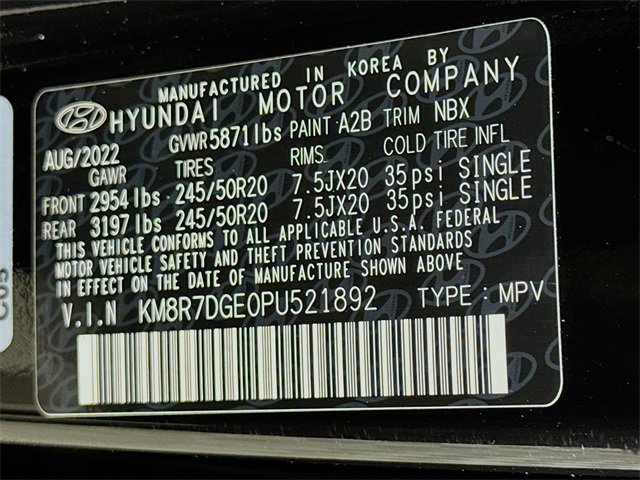 MANUFACTURED IN KOREA BY
HYUNDAI MOTOR COMPANY
AUG/2022 GVWR 5871lbs PAINT A2B TRIM NBX
GAWR TIRES RIMS COLD TIRE INFL
FRONT 2954 lbs 245/50R20 7.5JX20 35psi SINGLE
REAR 3197 lbs 245/50R20 7.5JX20 35psi SINGLE
THIS VEHICLE CONFORMS TO ALL APPLICABLE U.S.A. FEDERAL
MOTOR VEHICLE SAFETY AND THEFT PREVENTION STANDARDS
IN EFFECT ON THE DATE OF MANUFACTURE SHOWN ABOVE.
V.I.N KM8R7DGE0PU521892 TYPE : MPV
C05